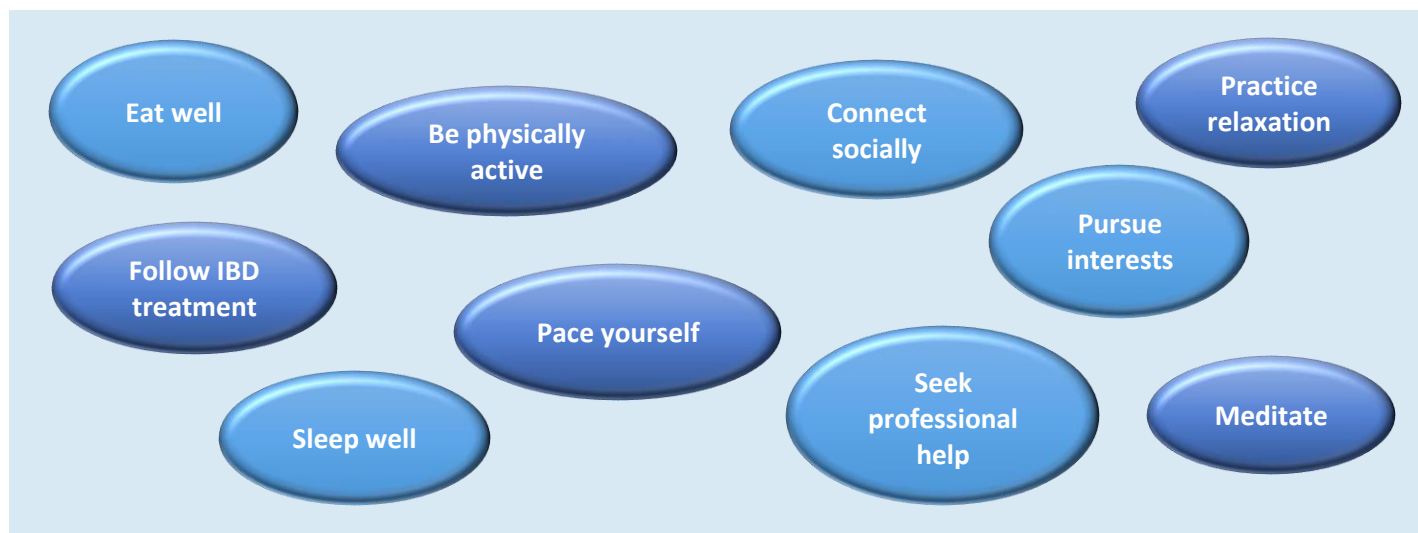 Eat well
Be physically
active
Connect
socially
Practice
relaxation
Pursue
interests
Follow IBD
treatment
Pace yourself
Sleep well
Seek
professional
help
Meditate